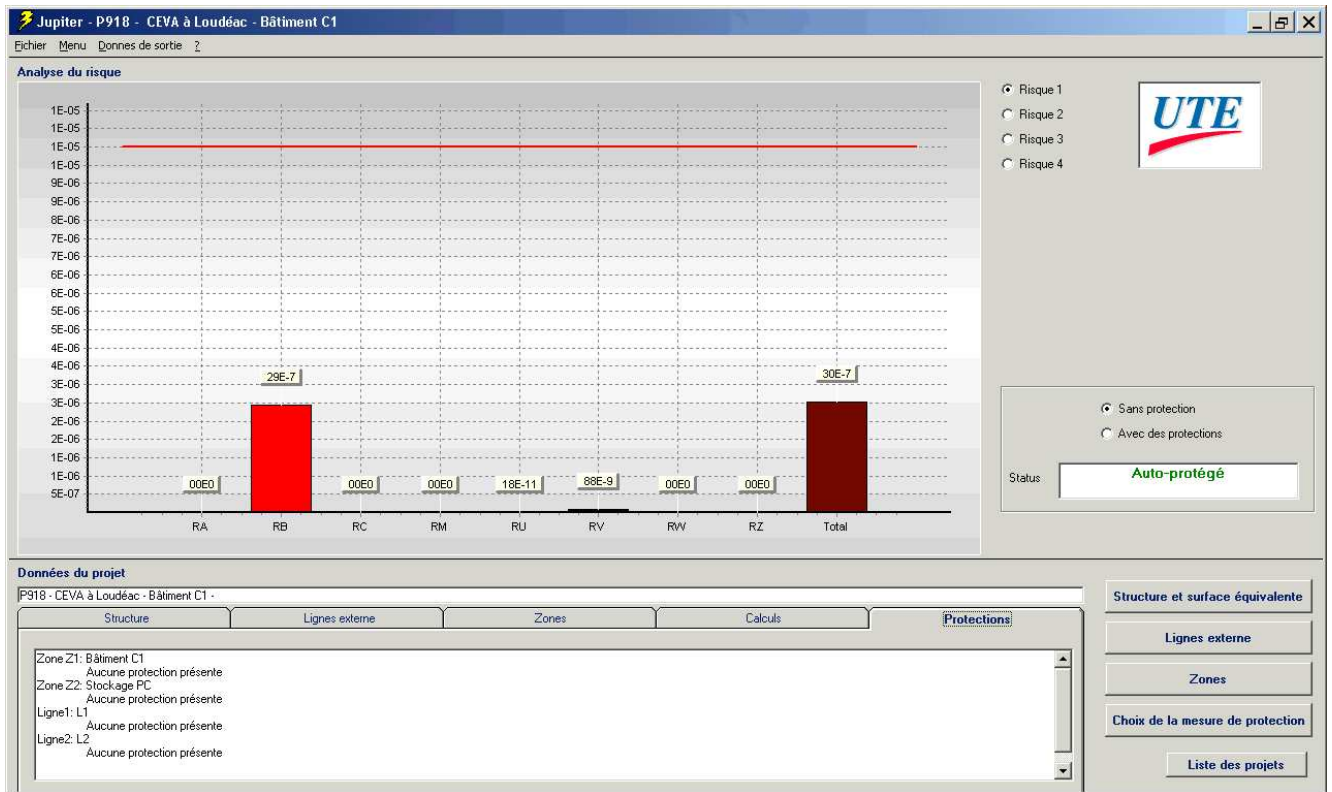 Jupiter - P918 - CEVA à Loudéac - Bâtiment C1
Fichier Menu Donnes de sortie ?
Analyse du risque
1E-05
1E-05
1E-05
1E-05
9E-06
9E-06
8E-06
7E-06
7E-06
6E-06
6E-06
5E-06
5E-06
4E-06
4E-06
3E-06
3E-06
2E-06
2E-06
1E-06
1E-06
5E-07
00E0
29E-7
00E0
00E0
18E-11
88E-9
00E0
00E0
30E-7
RA RB RC RM RU RV RW RZ Total
Risque 1
Risque 2
Risque 3
Risque 4
UTE
Sans protection
Avec des protections
Status Auto-protégé
Données du projet
P918 - CEVA à Loudéac - Bâtiment C1 -
Structure Lignes externe Zones Calculs Protections
Zone Z1: Bâtiment C1
Aucune protection présente
Zone Z2: Stockage PC
Aucune protection présente
Ligne1: L1
Aucune protection présente
Ligne2: L2
Aucune protection présente
Structure et surface équivalente
Lignes externe
Zones
Choix de la mesure de protection
Liste des projets